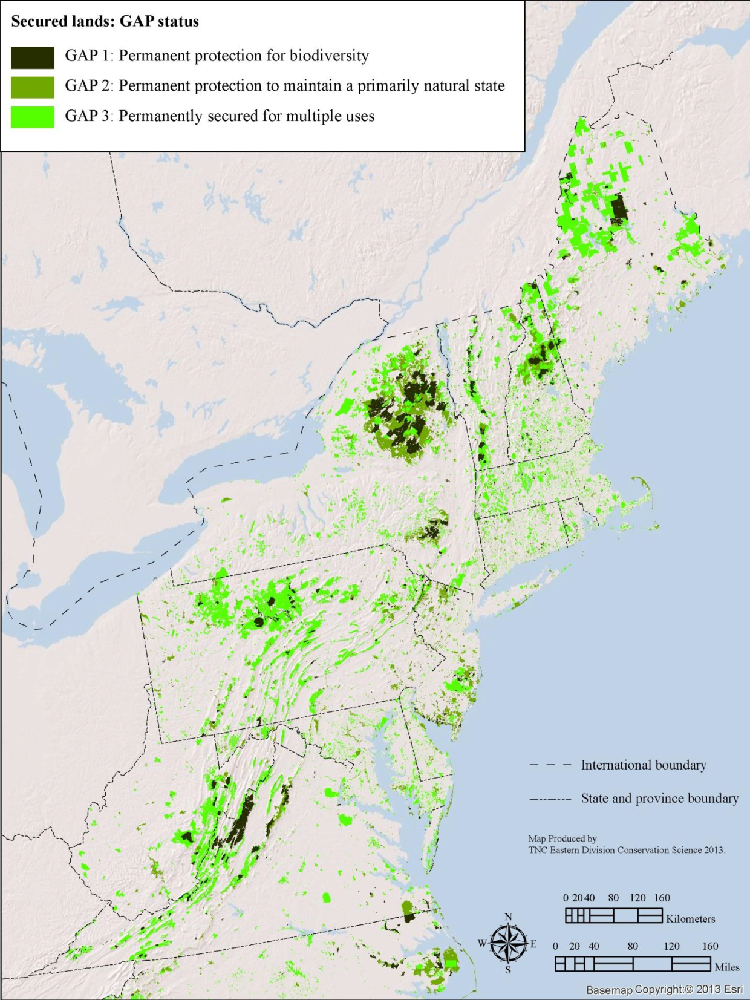 Secured lands: GAP status
GAP 1: Permanent protection for biodiversity
GAP 2: Permanent protection to maintain a primarily natural state
GAP 3: Permanently secured for multiple uses
International boundary
State and province boundary
Map Produced by
TNC Eastern Division Conservation Science 2013.
0 20 40 80 120 160
Kilometers
N
W E
S
0 20 40 80 120 160
Miles
Basemap Copyright:© 2013 Esri